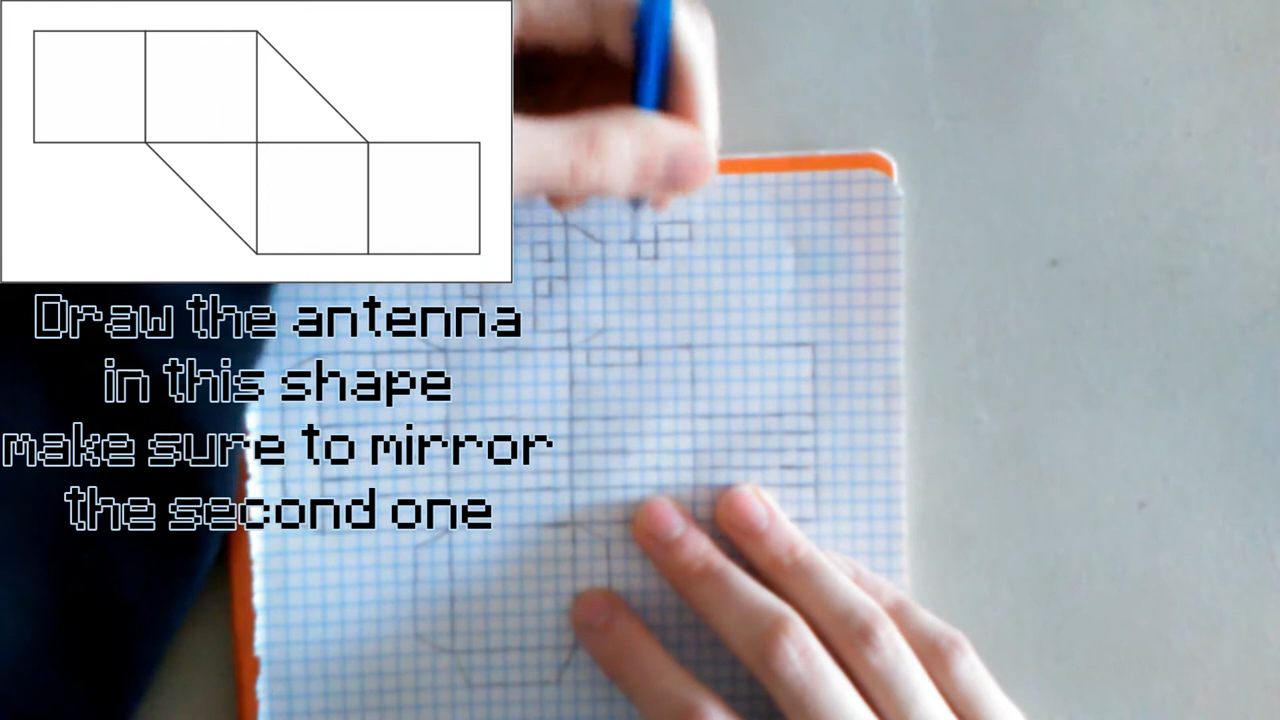 Draw the antenna
in this shape
make sure to mirror
the second one